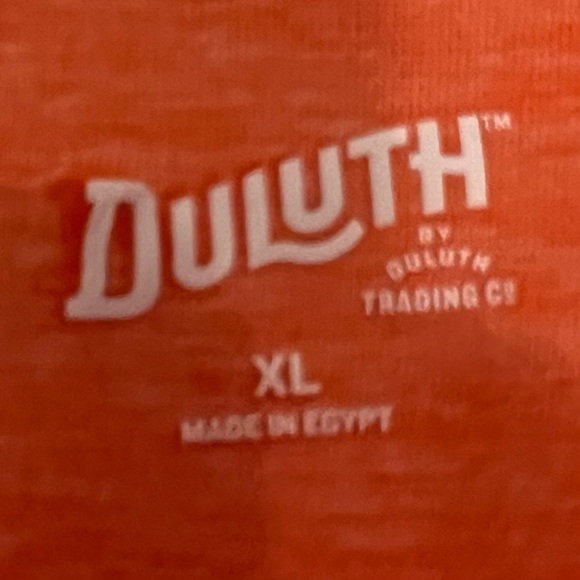 DULUTH™
BY
DULUTH
TRADING CO
XL
MADE IN EGYPT